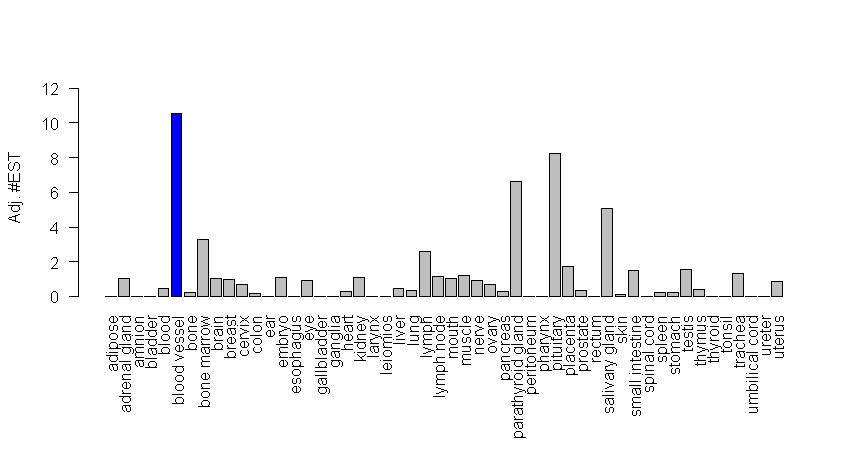 12
10
8
6
4
2
0
Adj. #EST
adipose
adrenal gland
amnion
bladder
blood
blood vessel
bone
bone marrow
brain
breast
cervix
colon
ear
embryo
esophagus
eye
gallbladder
ganglia
heart
kidney
larynx
leiomios
liver
lung
lymph
lymph node
mouth
muscle
nerve
ovary
pancreas
parathyroid gland
peritoneum
pharynx
pituitary
placenta
prostate
rectum
salivary gland
skin
small intestine
spinal cord
spleen
stomach
testis
thymus
thyroid
tonsil
trachea
umbilical cord
ureter
uterus